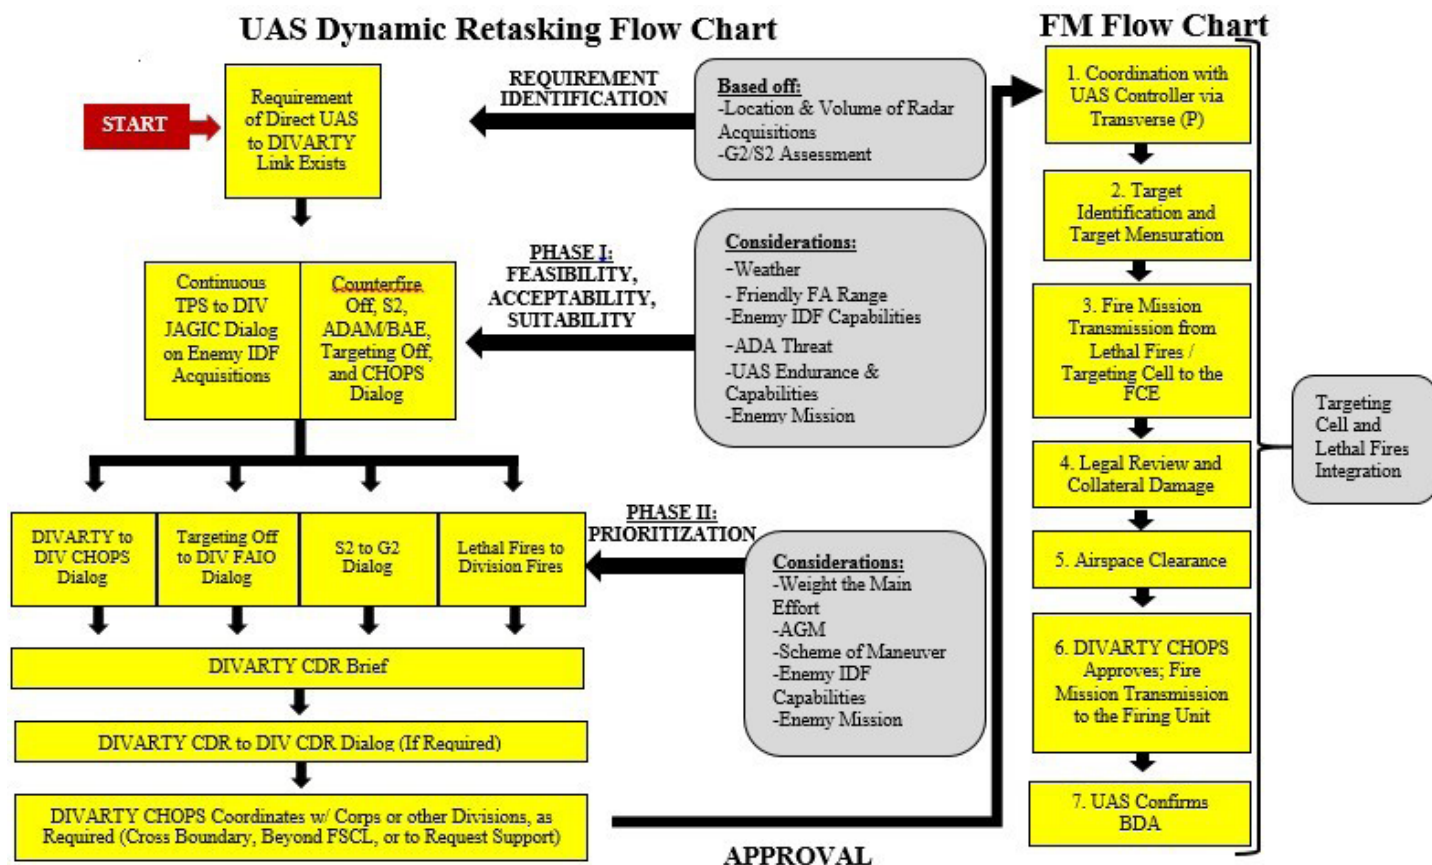 UAS Dynamic Retasking Flow Chart
FM Flow Chart
START
Requirement
of Direct UAS
to DIVARTY
Link Exists
REQUIREMENT
IDENTIFICATION
Based off:
-Location & Volume of Radar
Acquisitions
-G2/S2 Assessment
Continuous
TPS to DIV
JAGIC Dialog
on Enemy IDF
Acquisitions
Counterfire
Off, S2,
ADAM/BAE,
Targeting Off,
and CHOPS
Dialog
PHASE I:
FEASIBILITY,
ACCEPTABILITY,
SUITABILITY
Considerations:
-Weather
- Friendly FA Range
-Enemy IDF Capabilities
-ADA Threat
-UAS Endurance &
Capabilities
-Enemy Mission
DIVARTY to
DIV CHOPS
Dialog
Targeting Off
to DIV FAIO
Dialog
S2 to G2
Dialog
Lethal Fires to
Division Fires
PHASE II:
PRIORITIZATION
Considerations:
-Weight the Main
Effort
-AGM
-Scheme of Maneuver
-Enemy IDF
Capabilities
-Enemy Mission
DIVARTY CDR Brief
DIVARTY CDR to DIV CDR Dialog (If Required)
DIVARTY CHOPS Coordinates w/ Corps or other Divisions, as
Required (Cross Boundary, Beyond FSCL, or to Request Support)
APPROVAL
1. Coordination with
UAS Controller via
Transverse (P)
2. Target
Identification and
Target Mensuration
3. Fire Mission
Transmission from
Lethal Fires /
Targeting Cell to the
FCE
4. Legal Review and
Collateral Damage
5. Airspace Clearance
6. DIVARTY CHOPS
Approves; Fire
Mission Transmission
to the Firing Unit
7. UAS Confirms
BDA
Targeting
Cell and
Lethal Fires
Integration